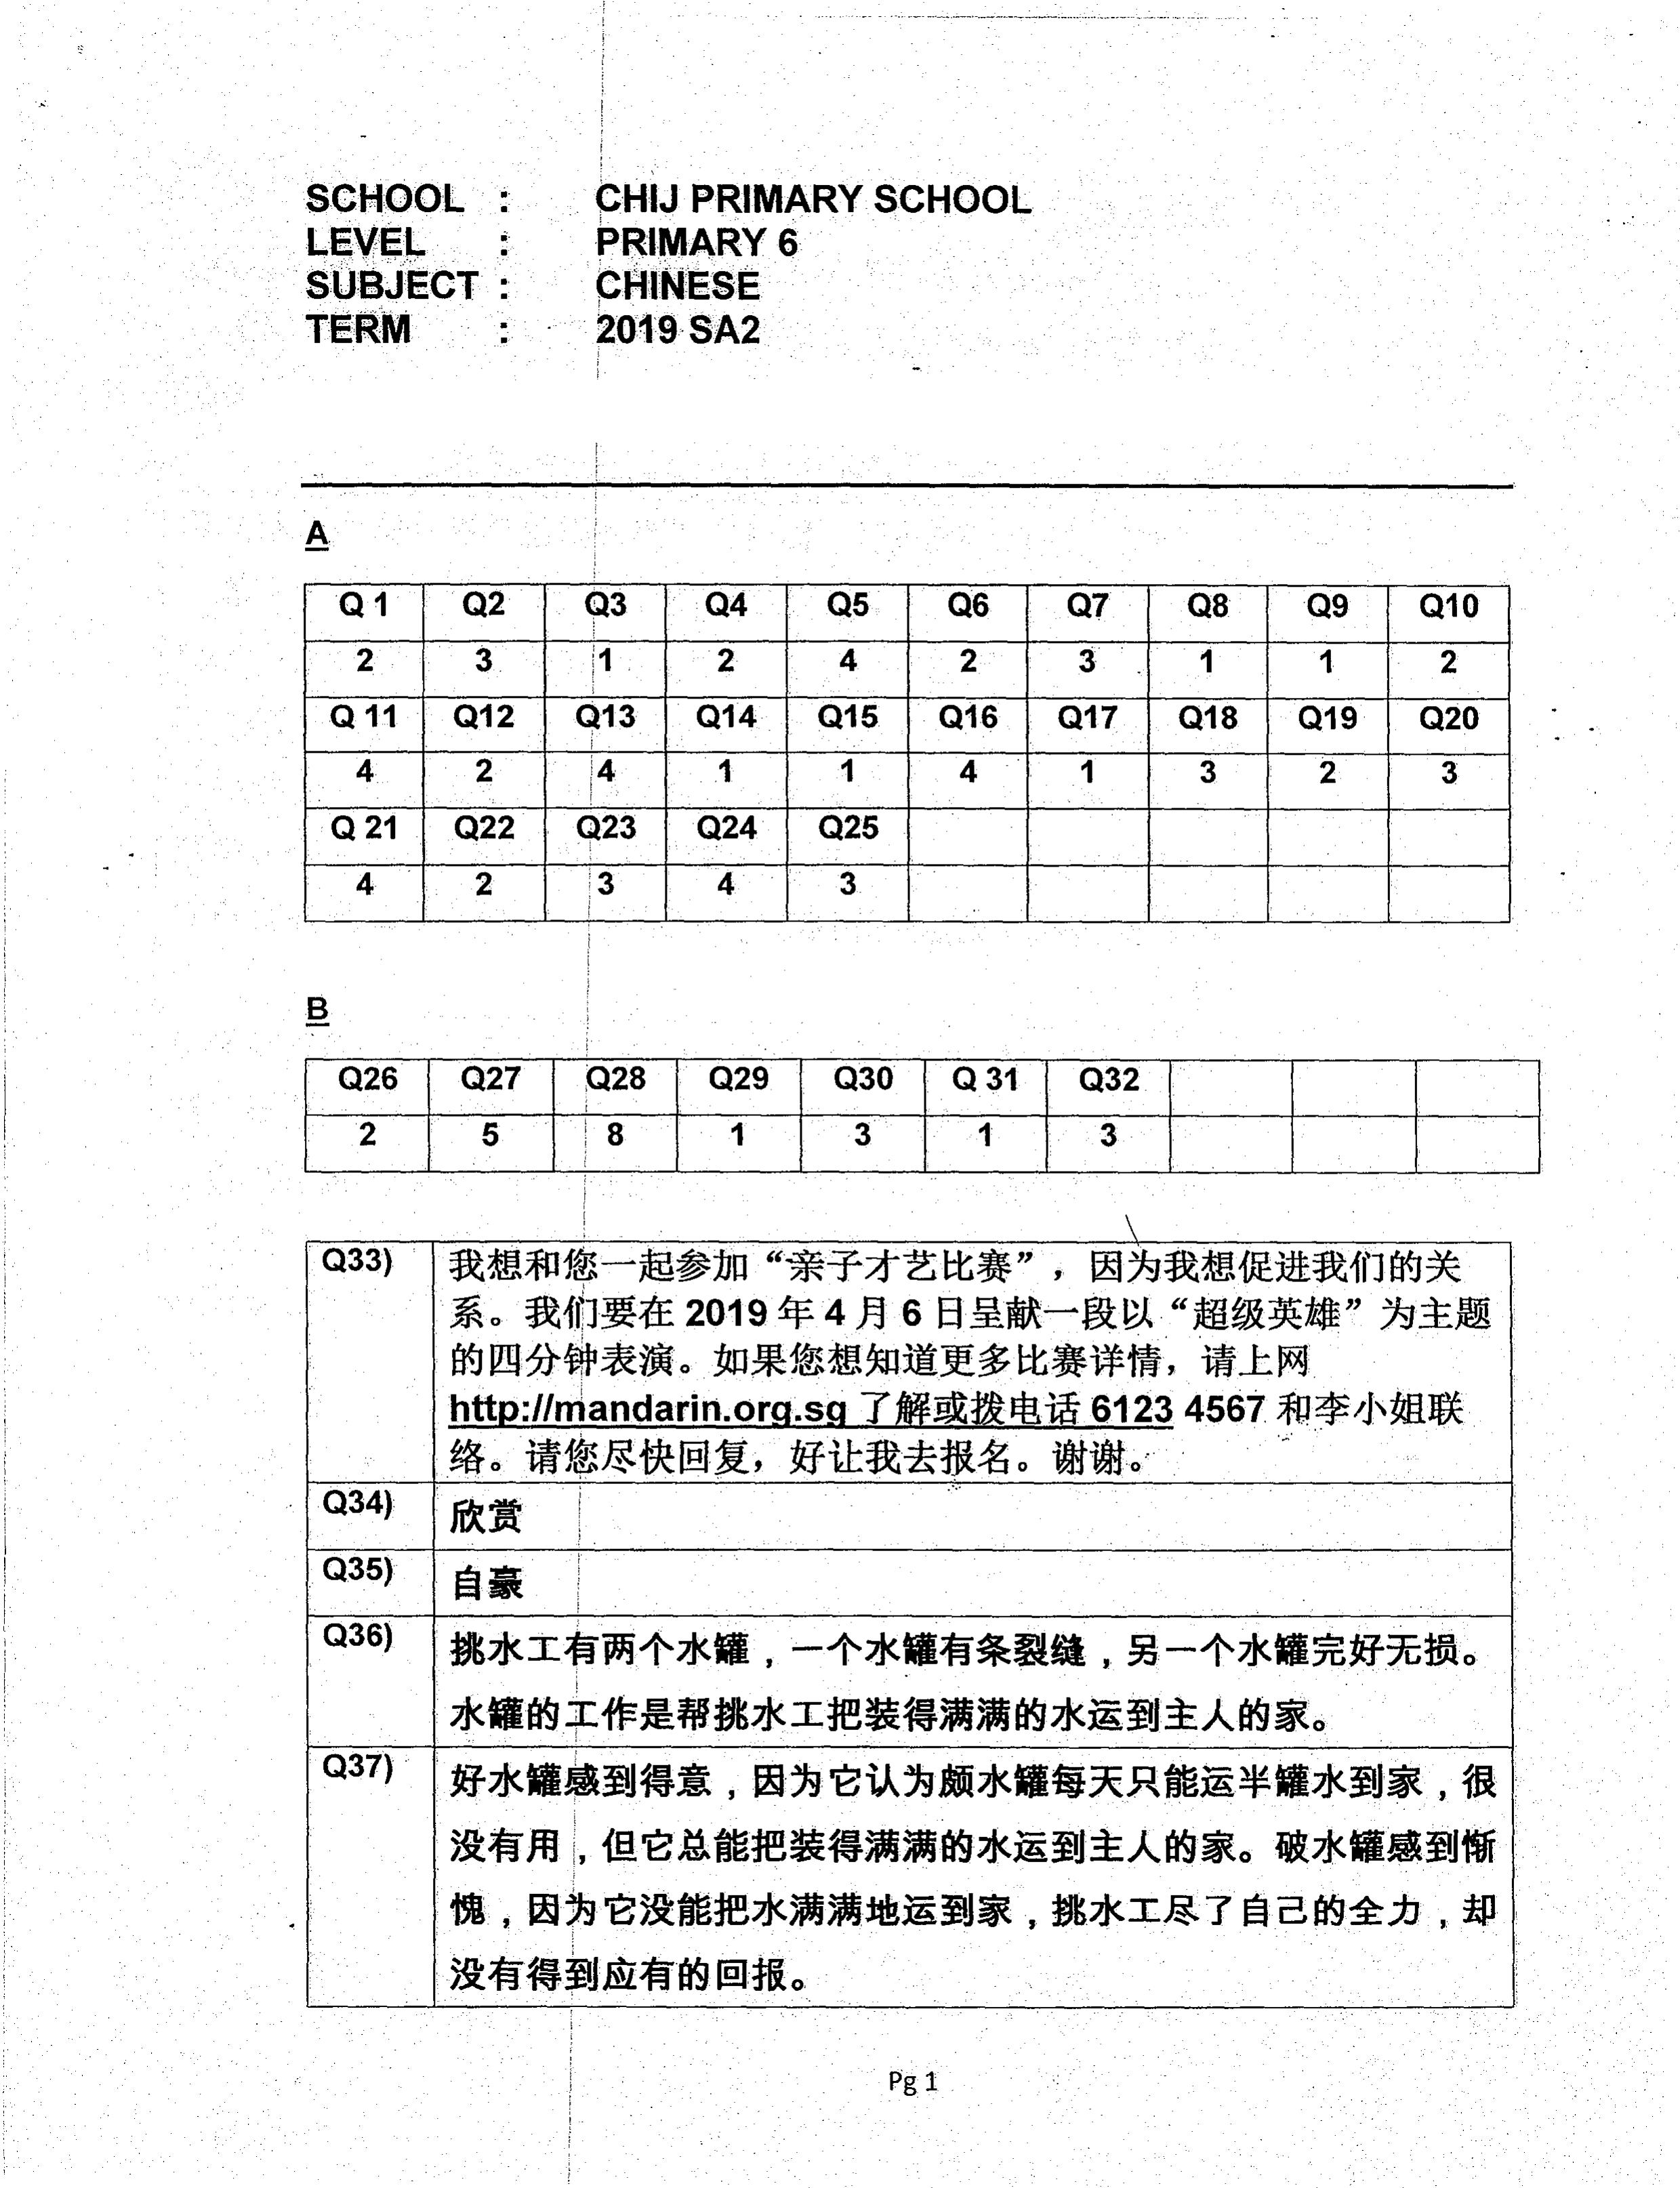 SCHOOL : CHIJ PRIMARY SCHOOL
LEVEL : PRIMARY 6
SUBJECT : CHINESE
TERM : 2019 SA2
A
Q 1 Q2 Q3 Q4 Q5 Q6 Q7 Q8 Q9 Q10
2 3 1 2 4 2 3 1 1 2
Q 11 Q12 Q13 Q14 Q15 Q16 Q17 Q18 Q19 Q20
4 2 4 1 1 4 1 3 2 3
Q 21 Q22 Q23 Q24 Q25
4 2 3 4 3
B
Q26 Q27 Q28 Q29 Q30 Q 31 Q32
2 5 8 1 3 1 3
Q33) 我想和您一起参加“亲子才艺比赛”，因为我想促进我们的关
系。我们要在 2019 年 4 月 6 日呈献一段以“超级英雄”为主题
的四分钟表演。如果您想知道更多比赛详情，请上网
http://mandarin.org.sg 了解或拨电话 6123 4567 和李小姐联
络。请您尽快回复，好让我去报名。谢谢。
Q34) 欣赏
Q35) 自豪
Q36) 挑水工有两个水罐，一个水罐有条裂缝，另一个水罐完好无损。
水罐的工作是帮挑水工把装得满满的水运到主人的家。
Q37) 好水罐感到得意，因为它认为颇水罐每天只能运半罐水到家，很
没有用，但它总能把装得满满的水运到主人的家。破水罐感到惭
愧，因为它没能把水满满地运到家，挑水工尽了自己的全力，却
没有得到应有的回报。
Pg 1